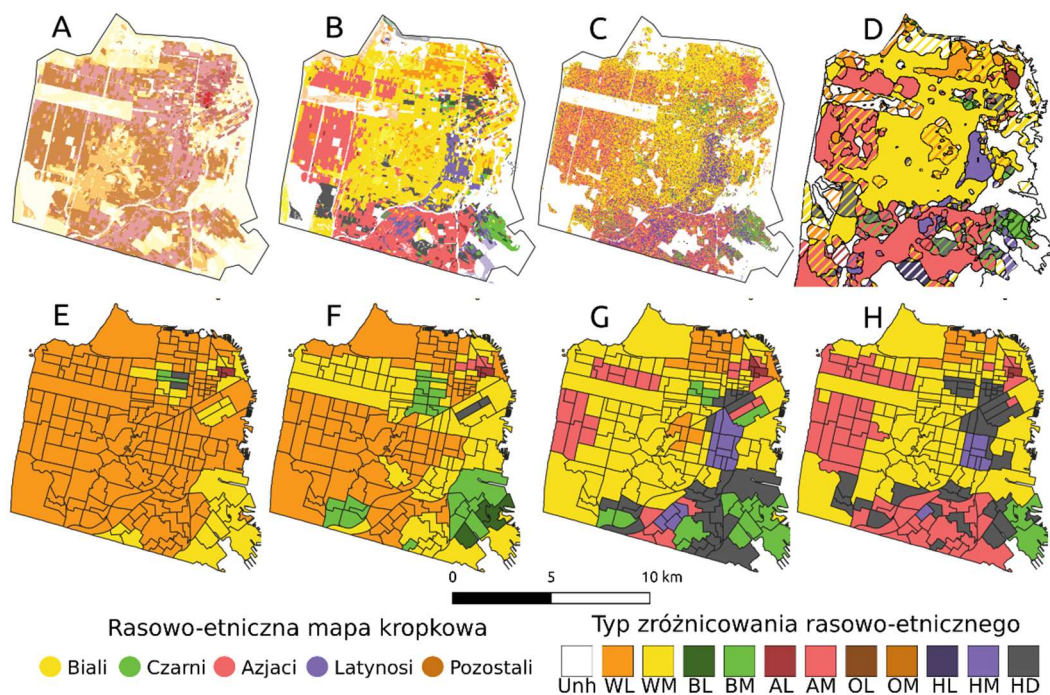 A B C D
E F G H
0 5 10 km
Rasowo-etniczna mapa kropkowa
Biali Czarni Azjaci Latynosi Pozostali
Typ zróżnicowania rasowo-etnicznego
Unh WL WM BL BM AL AM OL OM HL HM HD